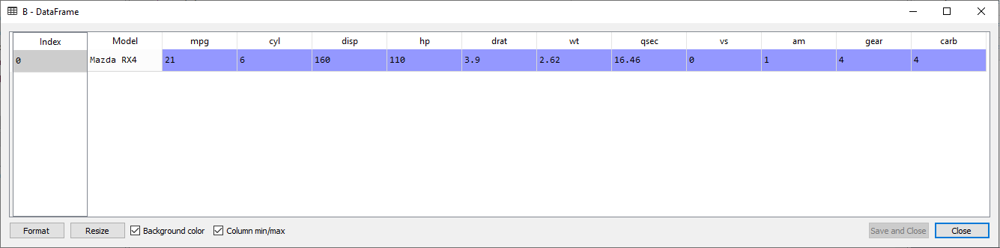 B - DataFrame
Index Model mpg cyl disp hp drat wt qsec vs am gear carb
0 Mazda RX4 21 6 160 110 3.9 2.62 16.46 0 1 4 4
Format Resize Background color Column min/max Save and Close Close